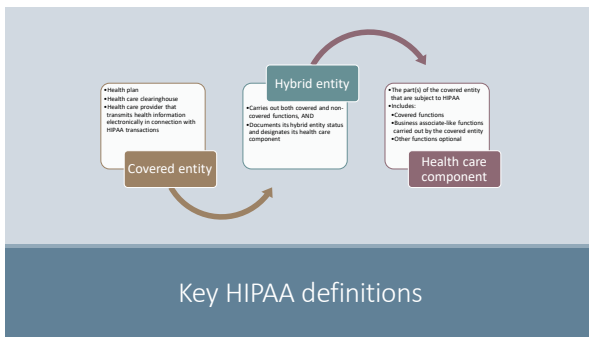 •Health plan
•Health care clearinghouse
•Health care provider that
transmits health information
electronically in connection with
HIPAA transactions
Covered entity
Hybrid entity
•Carries out both covered and non-
covered functions, AND
•Documents its hybrid entity status
and designates its health care
component
•The part(s) of the covered entity
that are subject to HIPAA
•Includes:
•Covered functions
•Business associate-like functions
carried out by the covered entity
•Other functions optional
Health care
component
Key HIPAA definitions